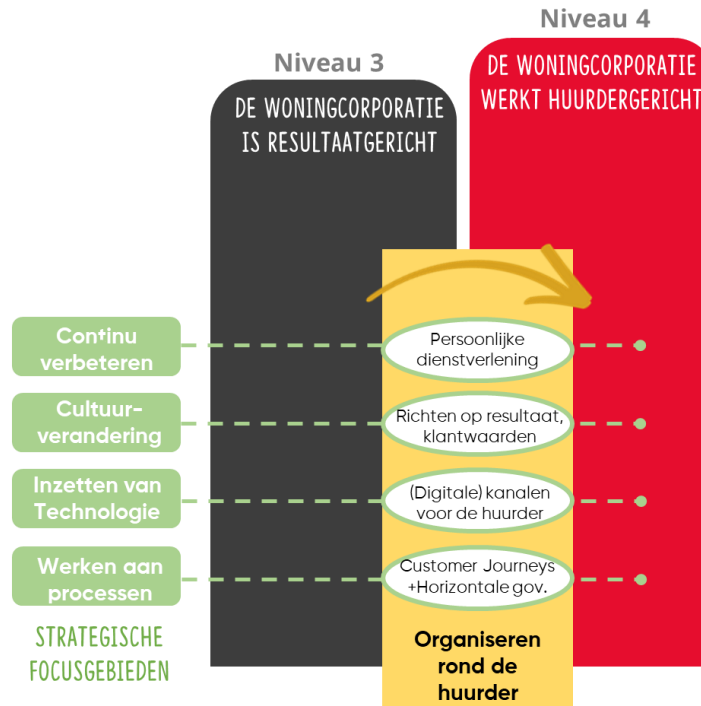 Niveau 4
Niveau 3
DE WONINGCORPORATIE
WERKT HUURDERGERICHT
DE WONINGCORPORATIE
IS RESULTAATGERICHT
Continu
verbeteren
Persoonlijke
dienstverlening
Cultuur-
verandering
Richten op resultaat,
klantwaarden
Inzetten van
Technologie
(Digitale) kanalen
voor de huurder
Werken aan
processen
Customer Journeys
+Horizontale gov.
STRATEGISCHE
FOCUSGEBIEDEN
Organiseren
rond de
huurder